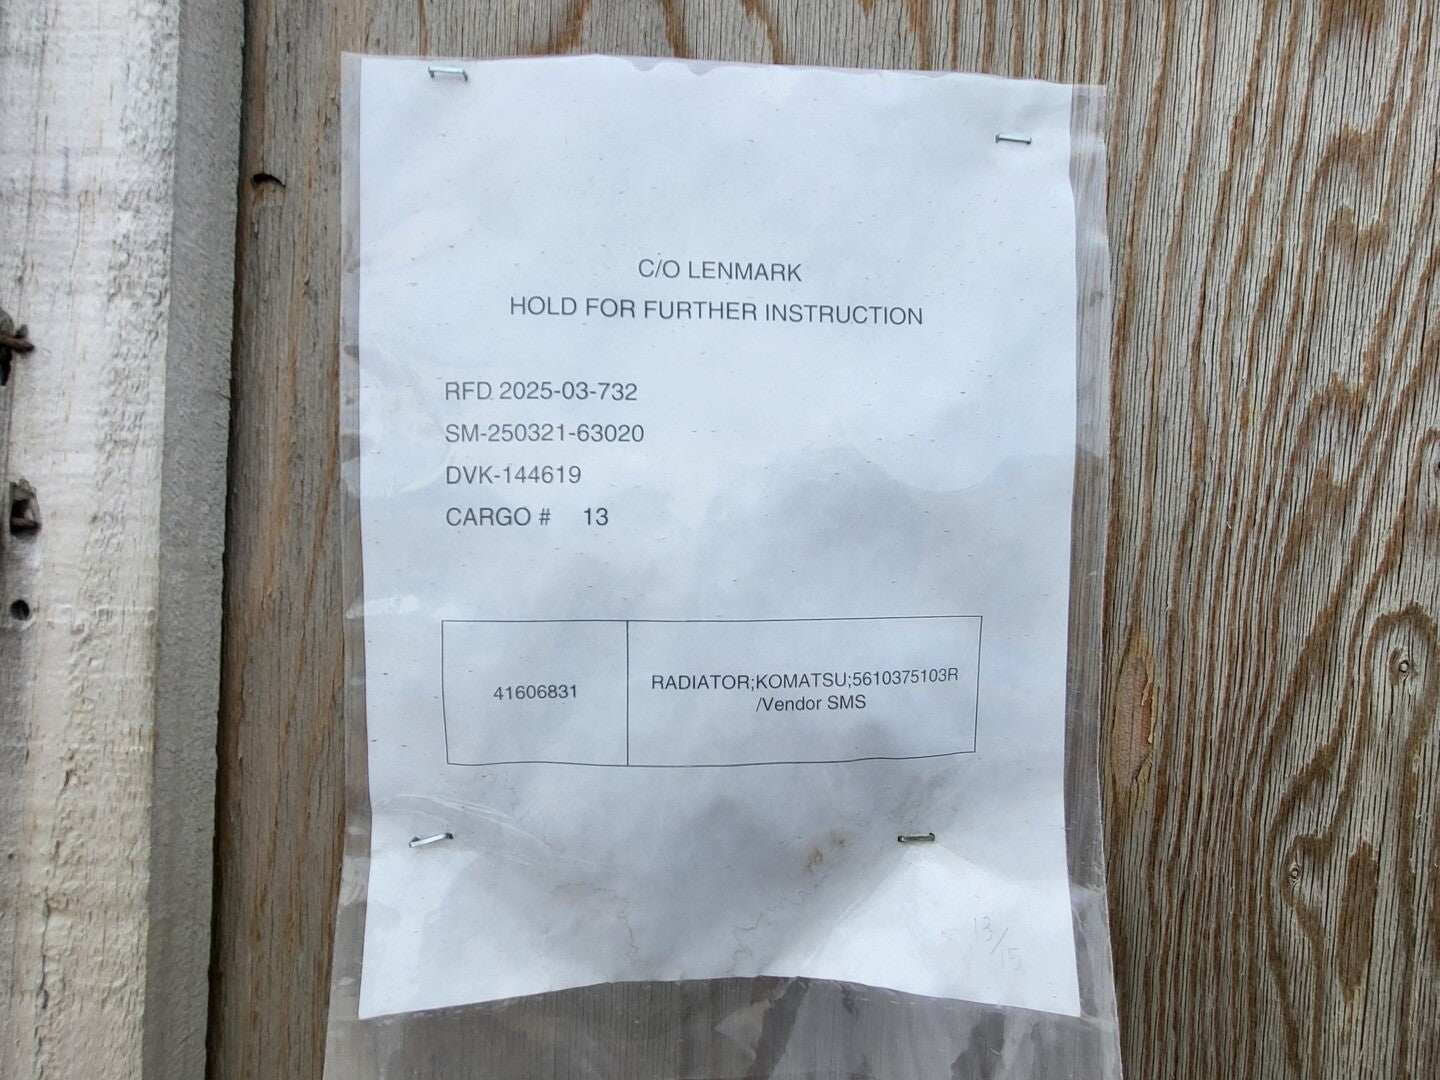 C/O LENMARK
HOLD FOR FURTHER INSTRUCTION
RFD 2025-03-732
SM-250321-63020
DVK-144619
CARGO # 13
41606831
RADIATOR;KOMATSU;5610375103R
/Vendor SMS
13/15